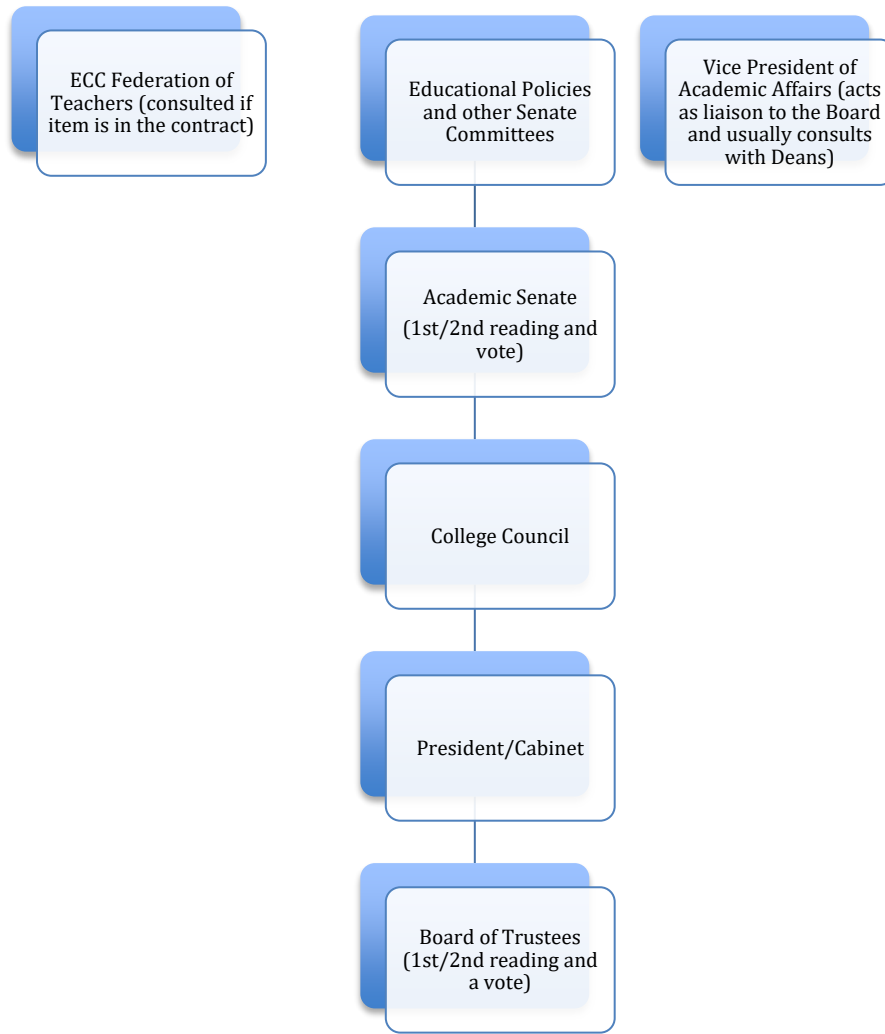 ECC Federation of
Teachers (consulted if
item is in the contract)
Educational Policies
and other Senate
Committees
Vice President of
Academic Affairs (acts
as liaison to the Board
and usually consults
with Deans)
Academic Senate
(1st/2nd reading and
vote)
College Council
President/Cabinet
Board of Trustees
(1st/2nd reading and
a vote)